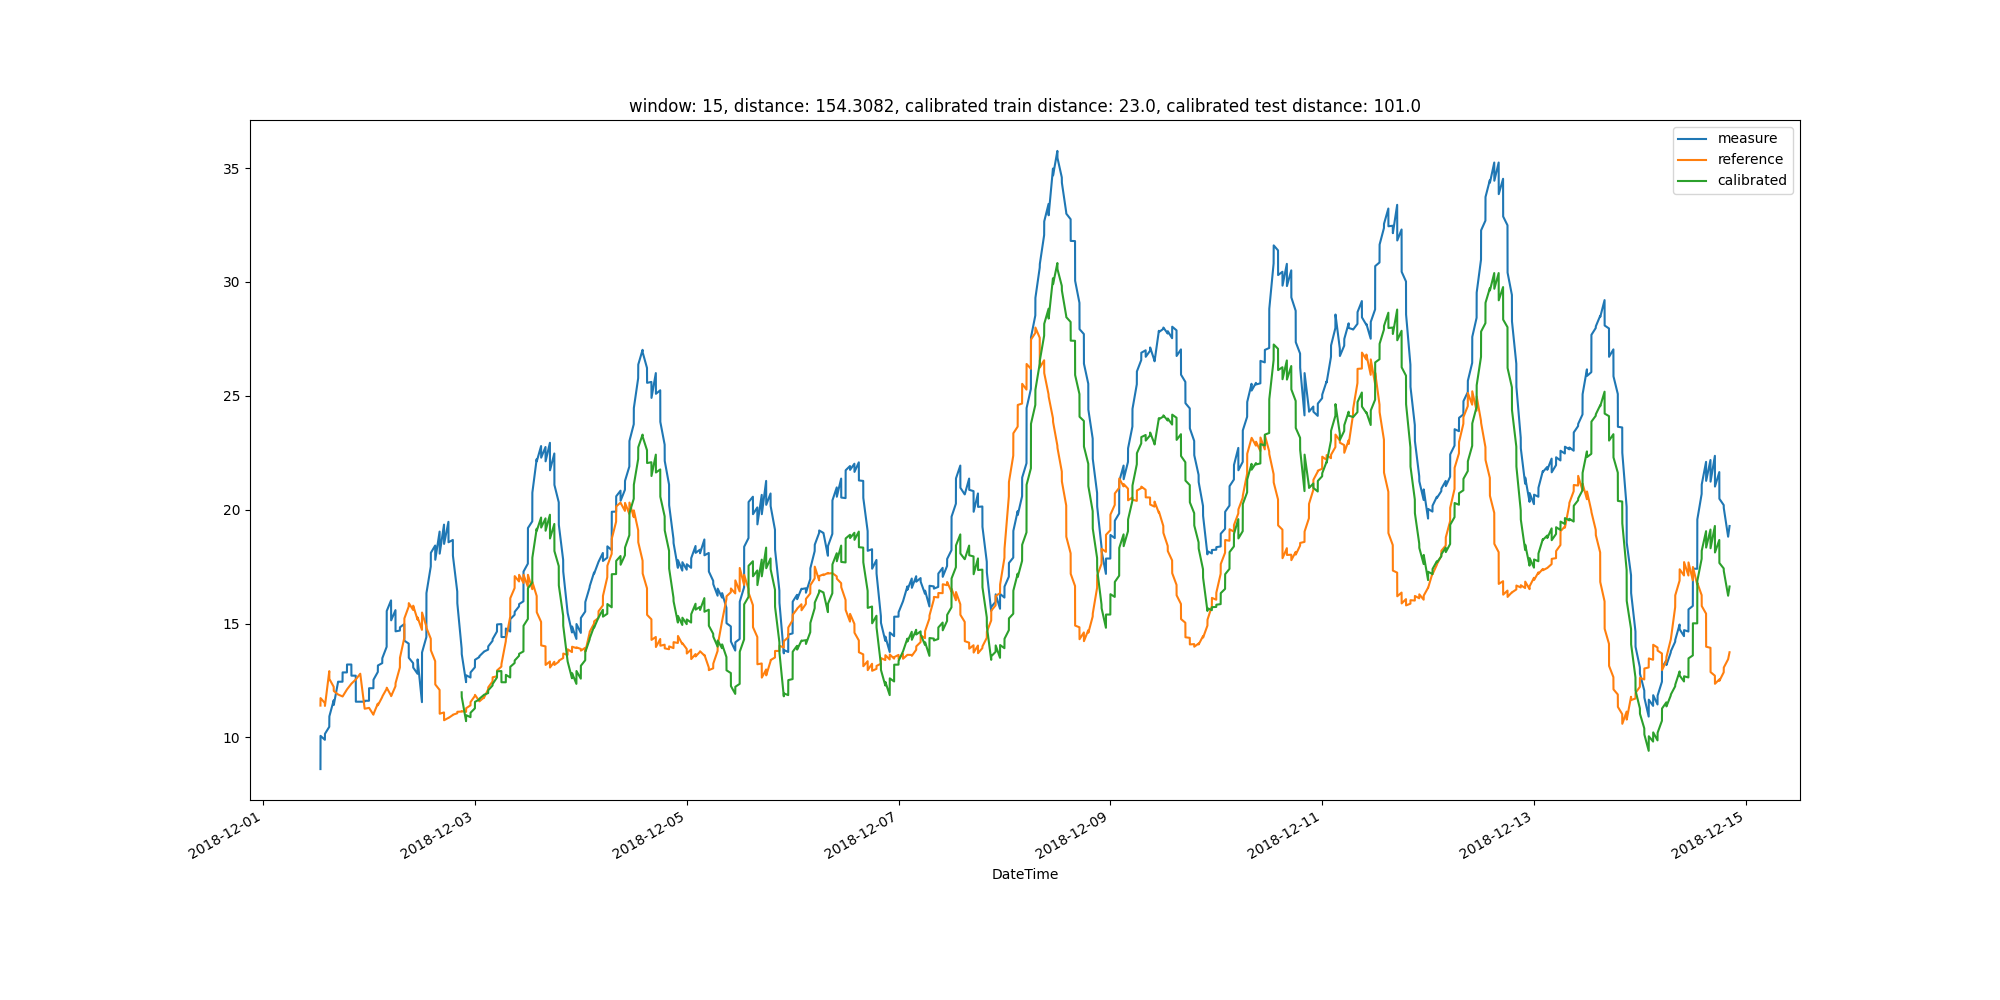 window: 15, distance: 154.3082, calibrated train distance: 23.0, calibrated test distance: 101.0
measure
reference
calibrated
35
30
25
20
15
10
2018-12-01
2018-12-03
2018-12-05
2018-12-07
2018-12-09
2018-12-11
2018-12-13
2018-12-15
DateTime